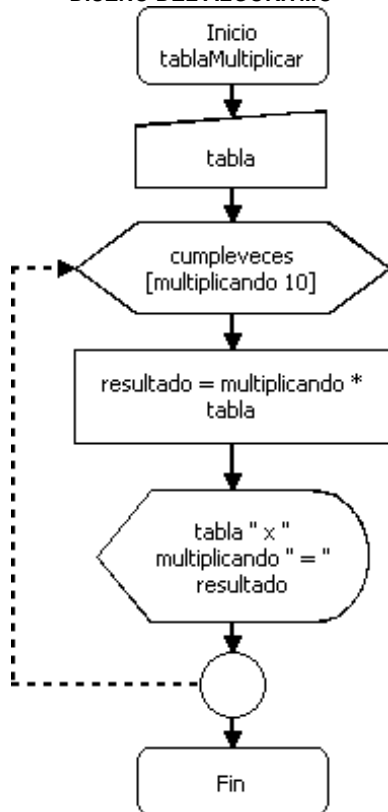 Inicio
tablaMultiplicar
tabla
cumpleveces
[multiplicando 10]
resultado = multiplicando *
tabla
tabla " x "
multiplicando " = "
resultado
Fin